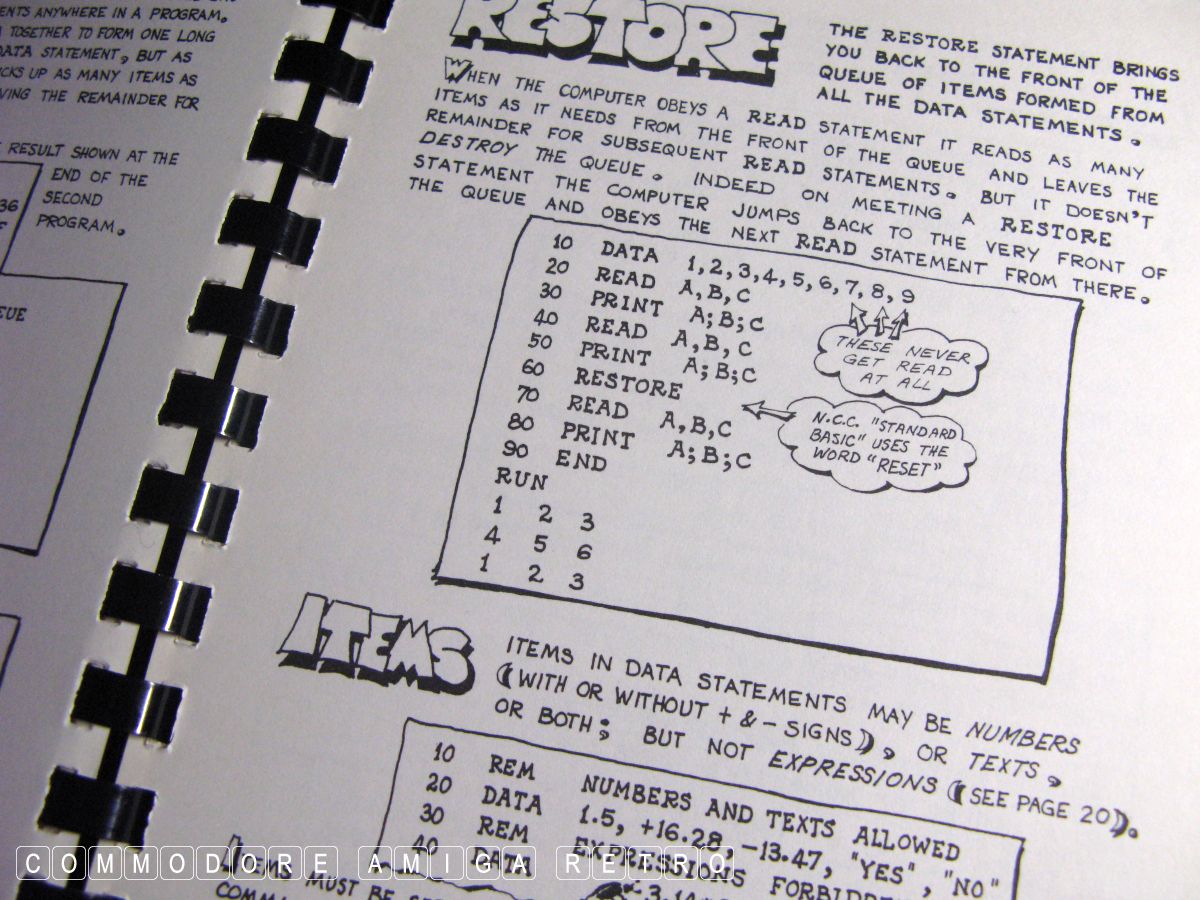 ENTS ANYWHERE IN A PROGRAM.
TOGETHER TO FORM ONE LONG
DATA STATEMENT, BUT AS
CKS UP AS MANY ITEMS AS
VING THE REMAINDER FOR
RESULT SHOWN AT THE
END OF THE
SECOND
PROGRAM.
36
EUE
RESTORE
THE RESTORE STATEMENT BRINGS
YOU BACK TO THE FRONT OF THE
QUEUE OF ITEMS FORMED FROM
ALL THE DATA STATEMENTS.
WHEN THE COMPUTER OBEYS A READ STATEMENT IT READS AS MANY
ITEMS AS IT NEEDS FROM THE FRONT OF THE QUEUE AND LEAVES THE
REMAINDER FOR SUBSEQUENT READ STATEMENTS. BUT IT DOESN'T
DESTROY THE QUEUE. INDEED ON MEETING A RESTORE
STATEMENT THE COMPUTER JUMPS BACK TO THE VERY FRONT OF
THE QUEUE AND OBEYS THE NEXT READ STATEMENT FROM THERE.
10 DATA 1,2,3,4,5,6,7,8,9
20 READ A,B,C
30 PRINT A;B;C
40 READ A,B,C
50 PRINT A;B;C
60 RESTORE
70 READ A,B,C
80 PRINT A;B;C
90 END
RUN
1 2 3
4 5 6
1 2 3
THESE NEVER
GET READ
AT ALL
N.C.C. "STANDARD
BASIC" USES THE
WORD "RESET"
ITEMS
ITEMS IN DATA STATEMENTS MAY BE NUMBERS
(WITH OR WITHOUT + & - SIGNS), OR TEXTS,
OR BOTH; BUT NOT EXPRESSIONS (SEE PAGE 20).
10 REM NUMBERS AND TEXTS ALLOWED
20 DATA 1.5, +16.28, -13.47, "YES", "NO"
30 REM EXPRESSIONS FORBIDDEN
40 DATA
ITEMS MUST BE
COMMODORE AMIGA RETRO